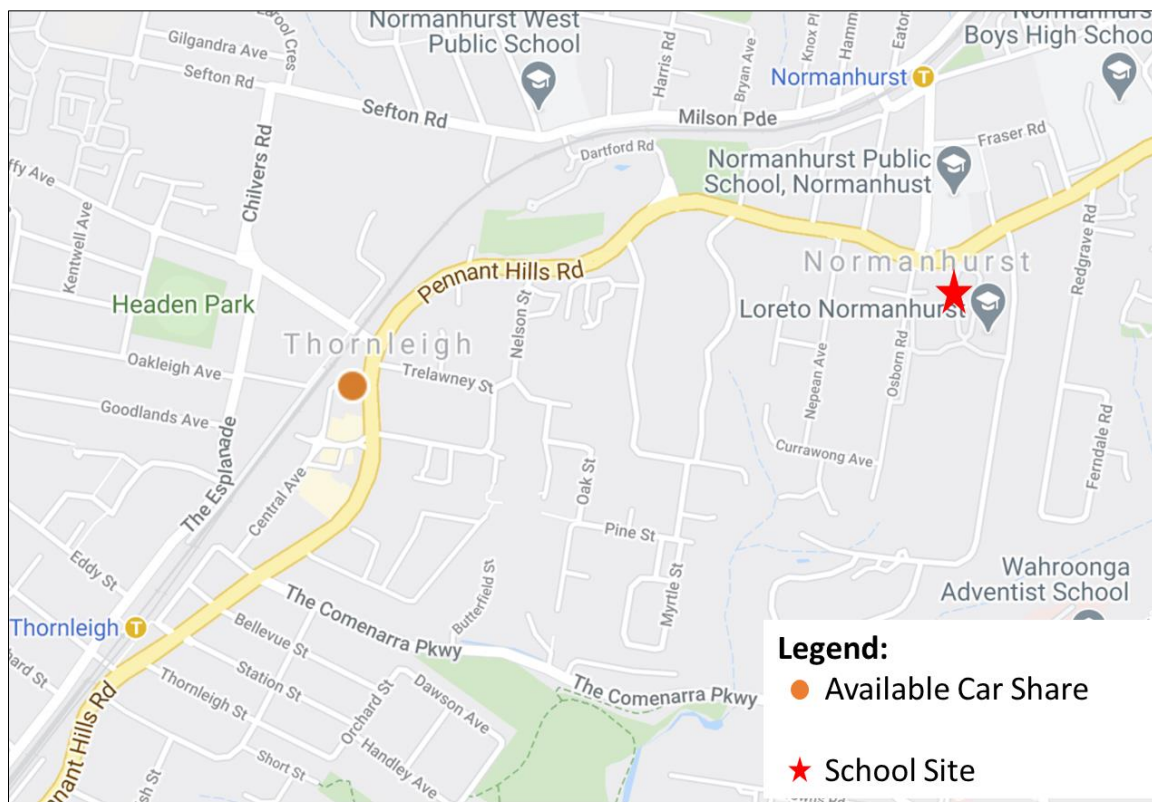 Normanhurst West
Public School
Gilgandra Ave
Sefton Rd
Sefton Rd
Harris Rd
Bryan Ave
Knox Pl
Eaton
Normanhurst
Boys High School
Normanhurst
Milson Pde
Chilvers Rd
Dartford Rd
Fraser Rd
Normanhurst Public
School, Normanhust
Kentwell Ave
Headen Park
Pennant Hills Rd
Normanhurst
Redgrave Rd
Loreto Normanhurst
Thornleigh
Nelson St
Oakleigh Ave
Trelawney St
Nepean Ave
Osborn Rd
Goodlands Ave
Currawong Ave
Ferndale Rd
The Esplanade
Central Ave
Oak St
Pine St
Eddy St
Butterfield St
Myrtle St
Wahroonga
Adventist School
Thornleigh
The Comenarra Pkwy
Bellevue St
Station St
Thornleigh St
Orchard St
Dawson Ave
The Comenarra Pkwy
Handley Ave
Short St
nnant Hills Rd
Legend:
Available Car Share
School Site